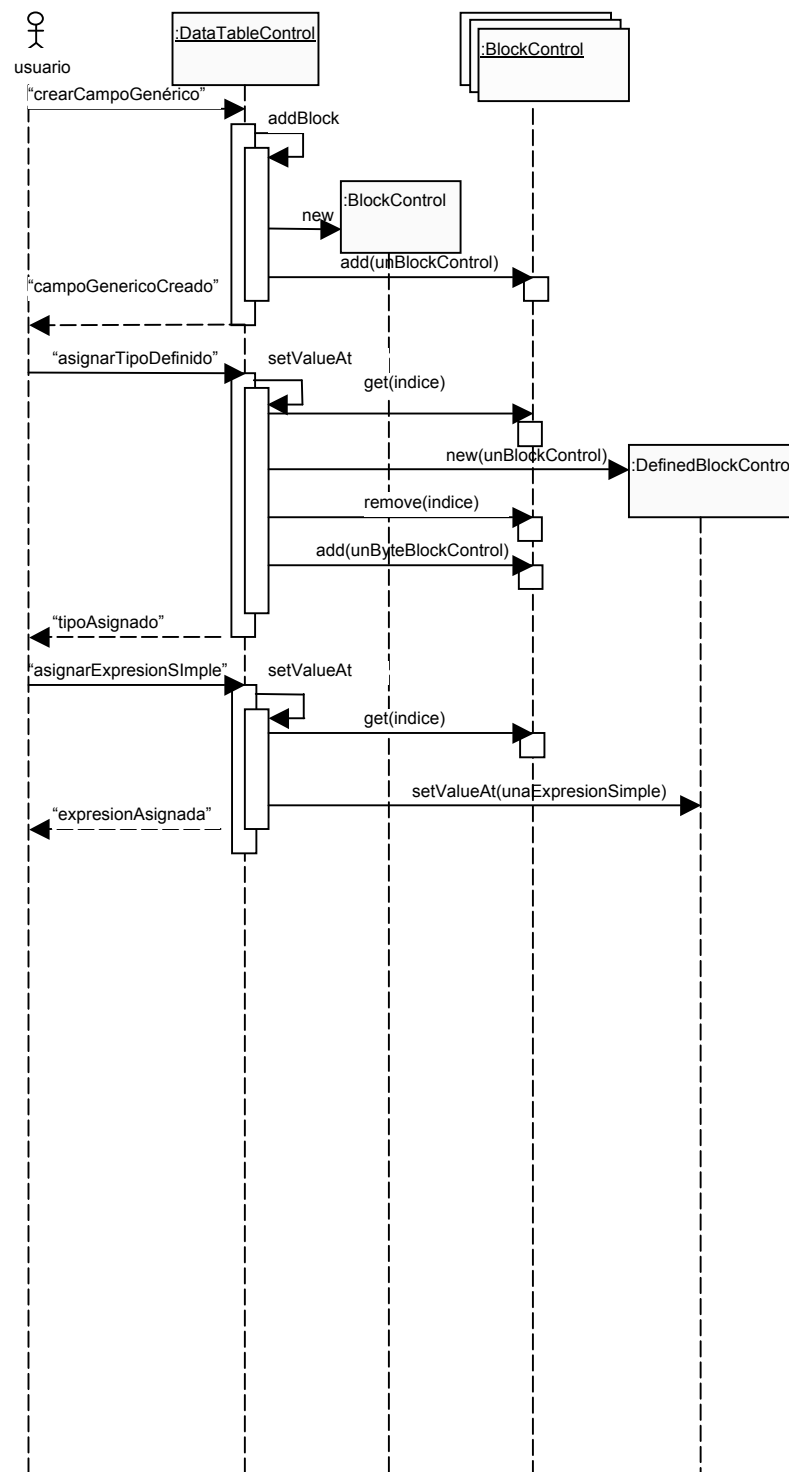 :DataTableControl
:BlockControl
usuario
“crearCampoGenérico”
addBlock
:BlockControl
new
add(unBlockControl)
“campoGenericoCreado”
“asignarTipoDefinido”
setValueAt
get(indice)
new(unBlockControl)
:DefinedBlockContro
remove(indice)
add(unByteBlockControl)
“tipoAsignado”
“asignarExpresionSImple”
setValueAt
get(indice)
setValueAt(unaExpresionSimple)
“expresionAsignada”